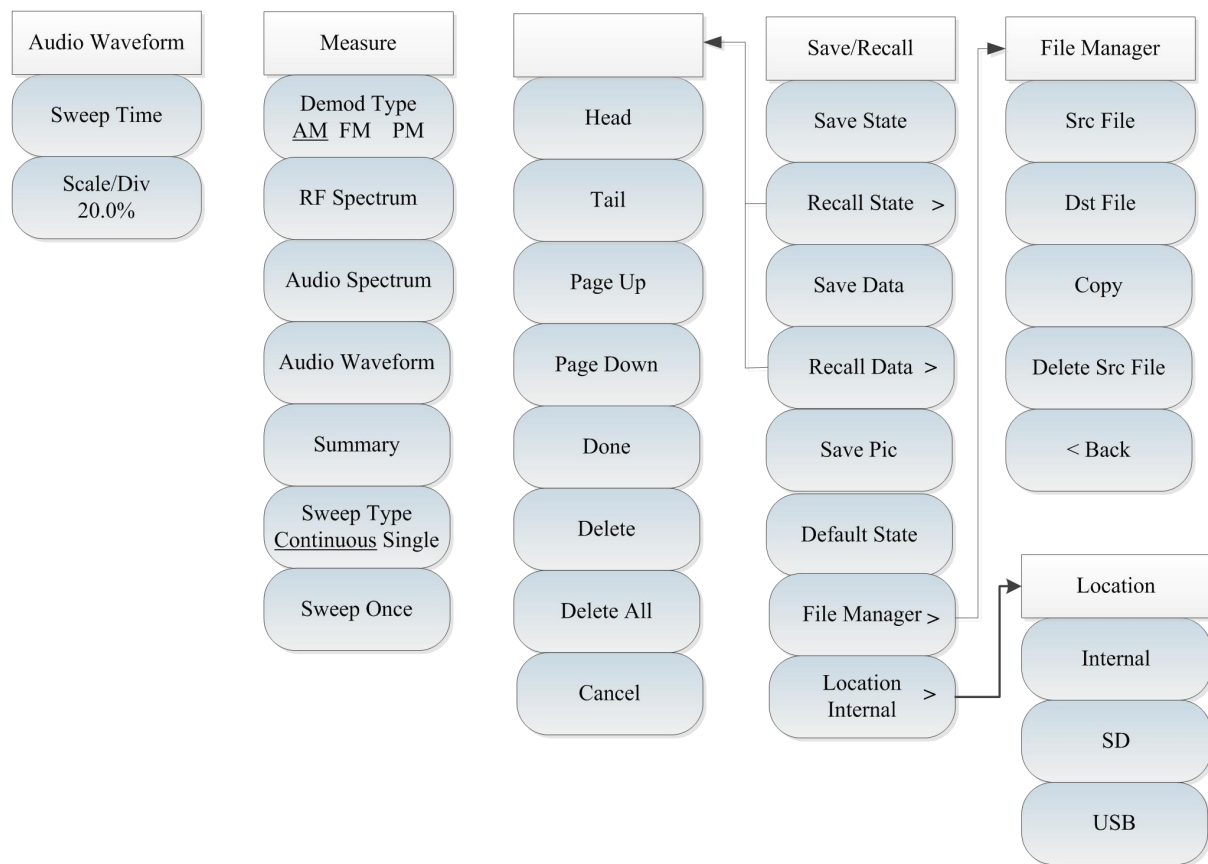 Audio Waveform
Sweep Time
Scale/Div
20.0%
Measure
Demod Type
AM FM PM
RF Spectrum
Audio Spectrum
Audio Waveform
Summary
Sweep Type
Continuous Single
Sweep Once
Head
Tail
Page Up
Page Down
Done
Delete
Delete All
Cancel
Save/Recall
Save State
Recall State >
Save Data
Recall Data >
Save Pic
Default State
File Manager >
Location >
Internal
File Manager
Src File
Dst File
Copy
Delete Src File
< Back
Location
Internal
SD
USB